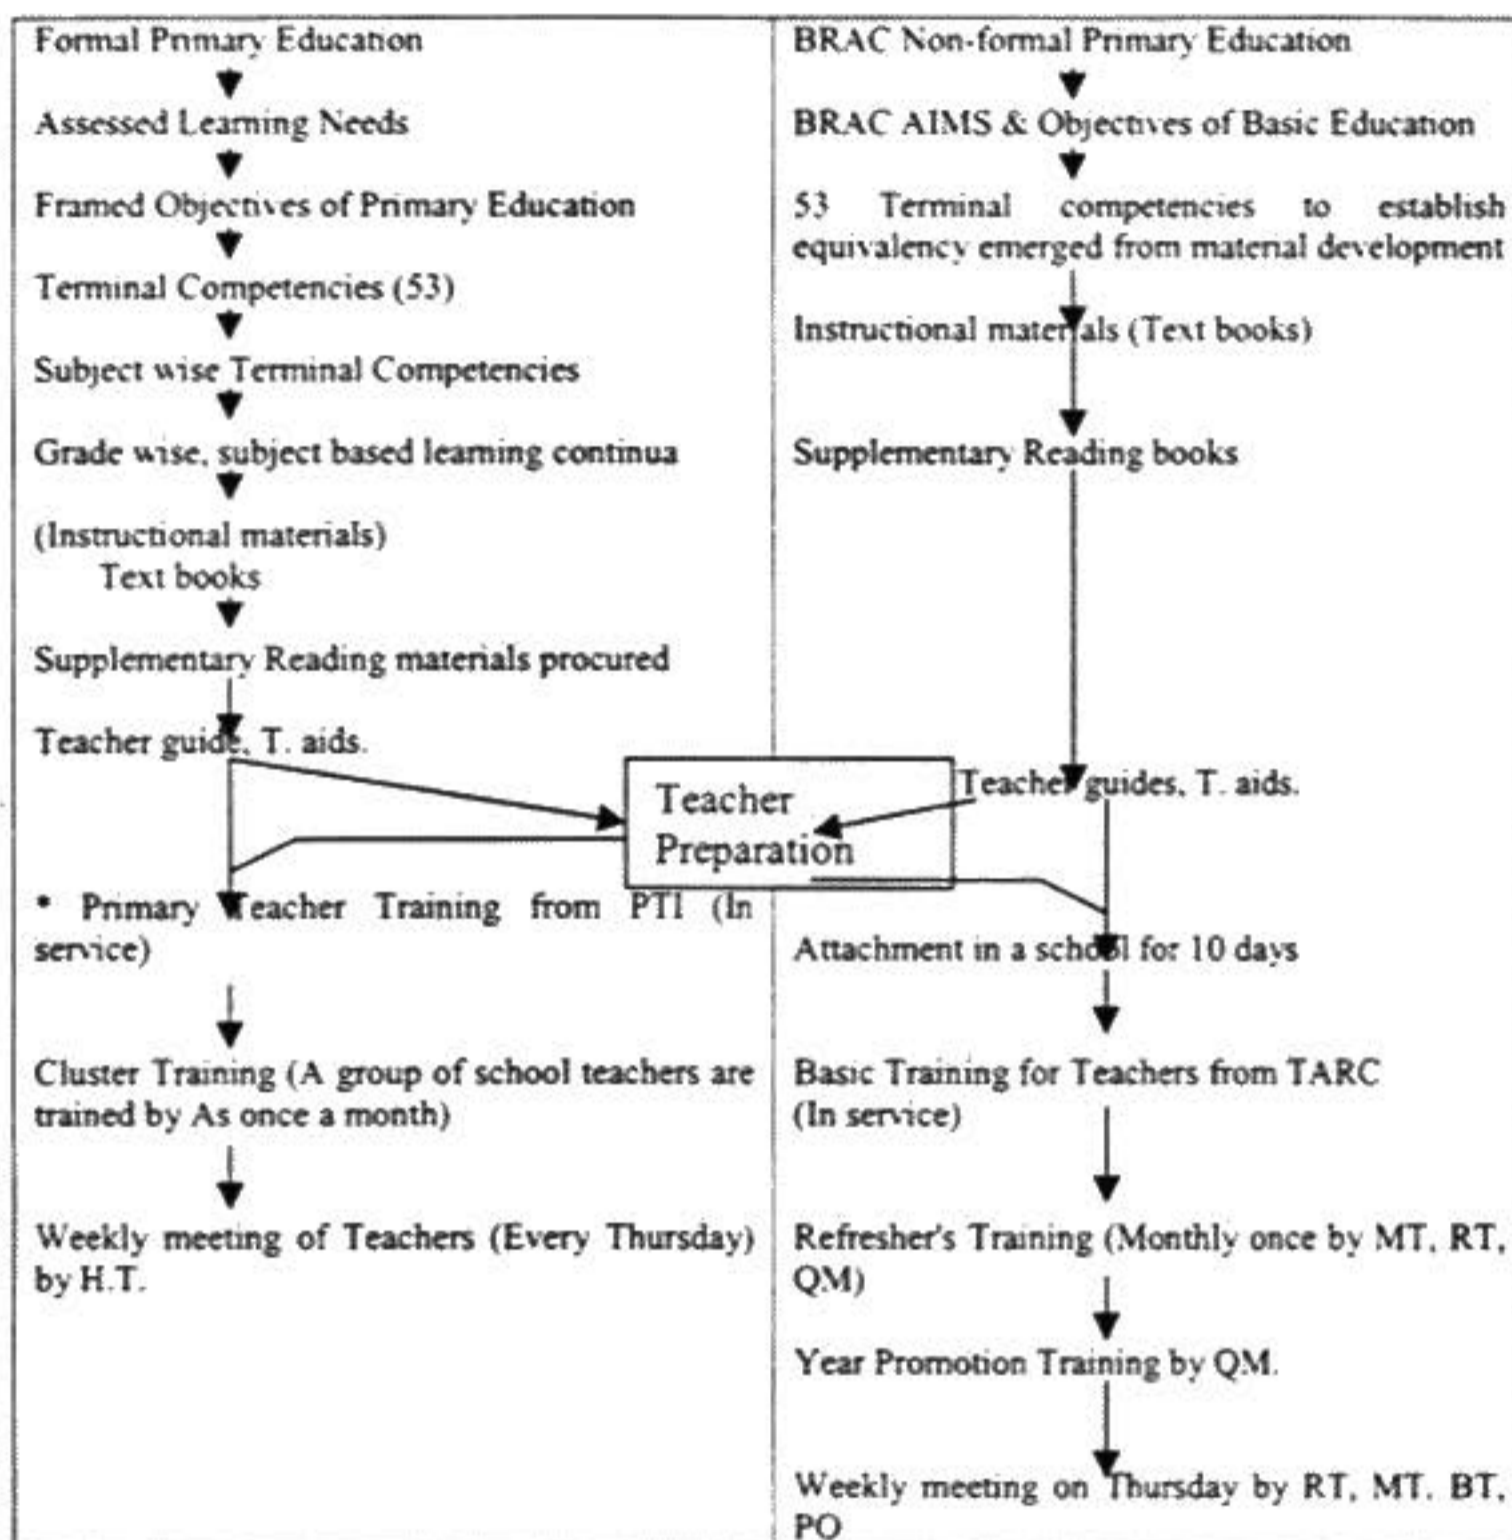 Formal Primary Education
Assessed Learning Needs
Framed Objectives of Primary Education
Terminal Competencies (53)
Subject wise Terminal Competencies
Grade wise, subject based learning continua
(Instructional materials)
Text books
Supplementary Reading materials procured
Teacher guide, T. aids.
* Primary Teacher Training from PTI (In
service)
Cluster Training (A group of school teachers are
trained by As once a month)
Weekly meeting of Teachers (Every Thursday)
by H.T.
Teacher
Preparation
BRAC Non-formal Primary Education
BRAC AIMS & Objectives of Basic Education
53 Terminal competencies to establish
equivalency emerged from material development
Instructional materials (Text books)
Supplementary Reading books
Teacher guides, T. aids.
Attachment in a school for 10 days
Basic Training for Teachers from TARC
(In service)
Refresher's Training (Monthly once by MT, RT,
QM)
Year Promotion Training by QM.
Weekly meeting on Thursday by RT, MT, BT,
PO